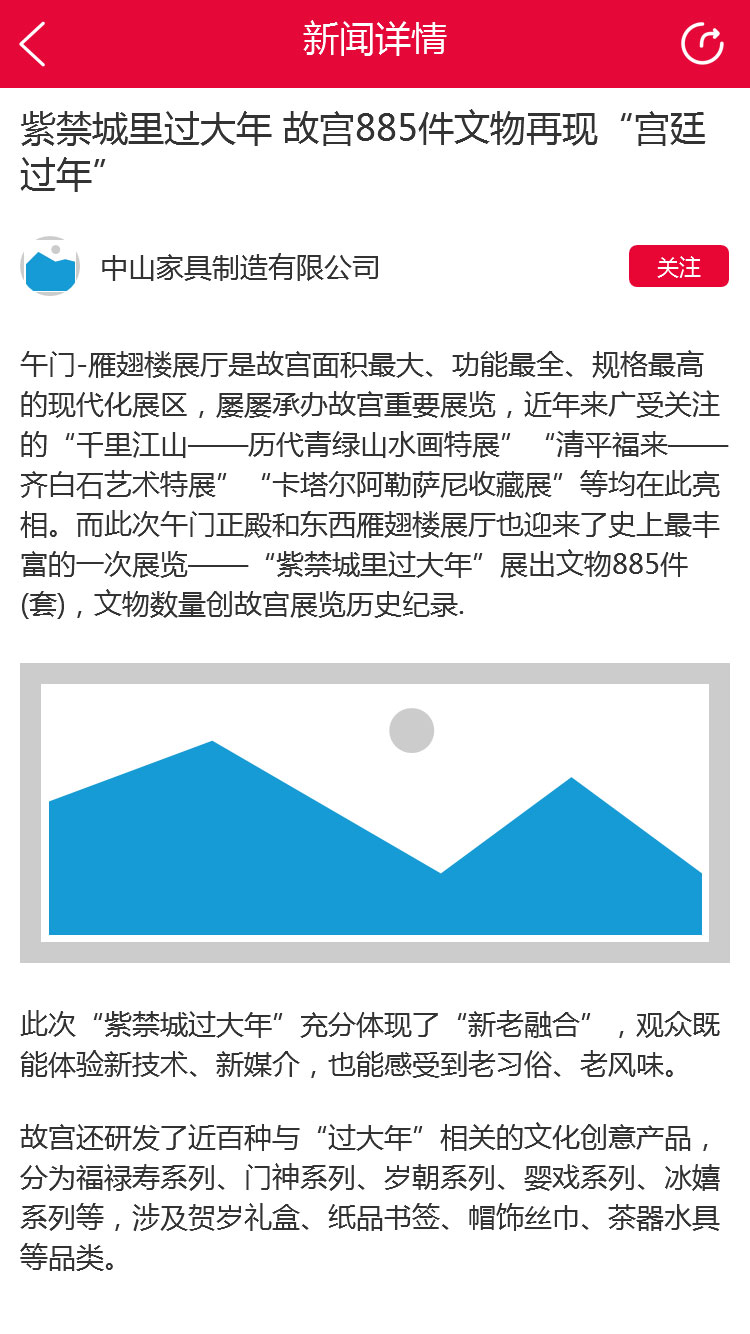 新闻详情
紫禁城里过大年 故宫885件文物再现“宫廷
过年”
中山家具制造有限公司
关注
午门-雁翅楼展厅是故宫面积最大、功能最全、规格最高
的现代化展区，屡屡承办故宫重要展览，近年来广受关注
的“千里江山——历代青绿山水画特展”“清平福来——
齐白石艺术特展”“卡塔尔阿勒萨尼收藏展”等均在此亮
相。而此次午门正殿和东西雁翅楼展厅也迎来了史上最丰
富的一次展览——“紫禁城里过大年”展出文物885件
(套)，文物数量创故宫展览历史纪录.
此次“紫禁城过大年”充分体现了“新老融合”，观众既
能体验新技术、新媒介，也能感受到老习俗、老风味。
故宫还研发了近百种与“过大年”相关的文化创意产品，
分为福禄寿系列、门神系列、岁朝系列、婴戏系列、冰嬉
系列等，涉及贺岁礼盒、纸品书签、帽饰丝巾、茶器水具
等品类。